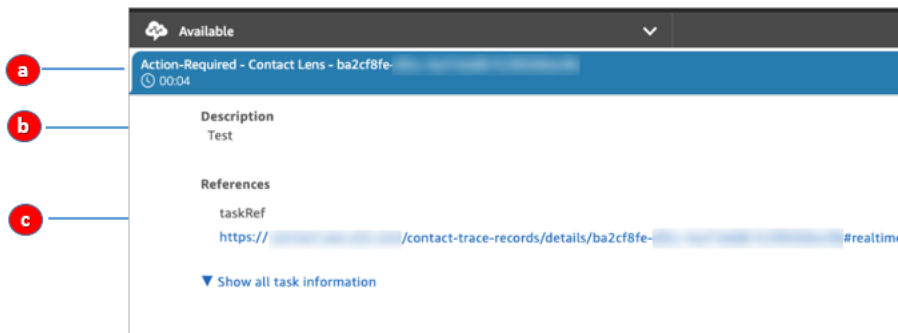 Available
a
Action-Required - Contact Lens - ba2cf8fe-
00:04
b
Description
Test
References
c
taskRef
https:// /contact-trace-records/details/ba2cf8fe- #realtime
▼ Show all task information